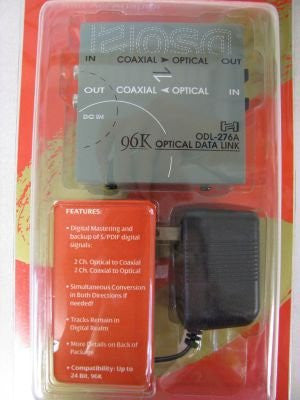 IN COAXIAL ► OPTICAL OUT
OUT COAXIAL ◄ OPTICAL IN
DC IN
96K ODL-276A
OPTICAL DATA LINK
FEATURES:
• Digital Mastering and
backup of S/PDIF digital
signals:
2 Ch. Optical to Coaxial
2 Ch. Coaxial to Optical
• Simultaneous Conversion
in Both Directions if
needed!
• Tracks Remain in
Digital Realm
• More Details on Back of
Package
• Compatibility: Up to
24 Bit, 96K